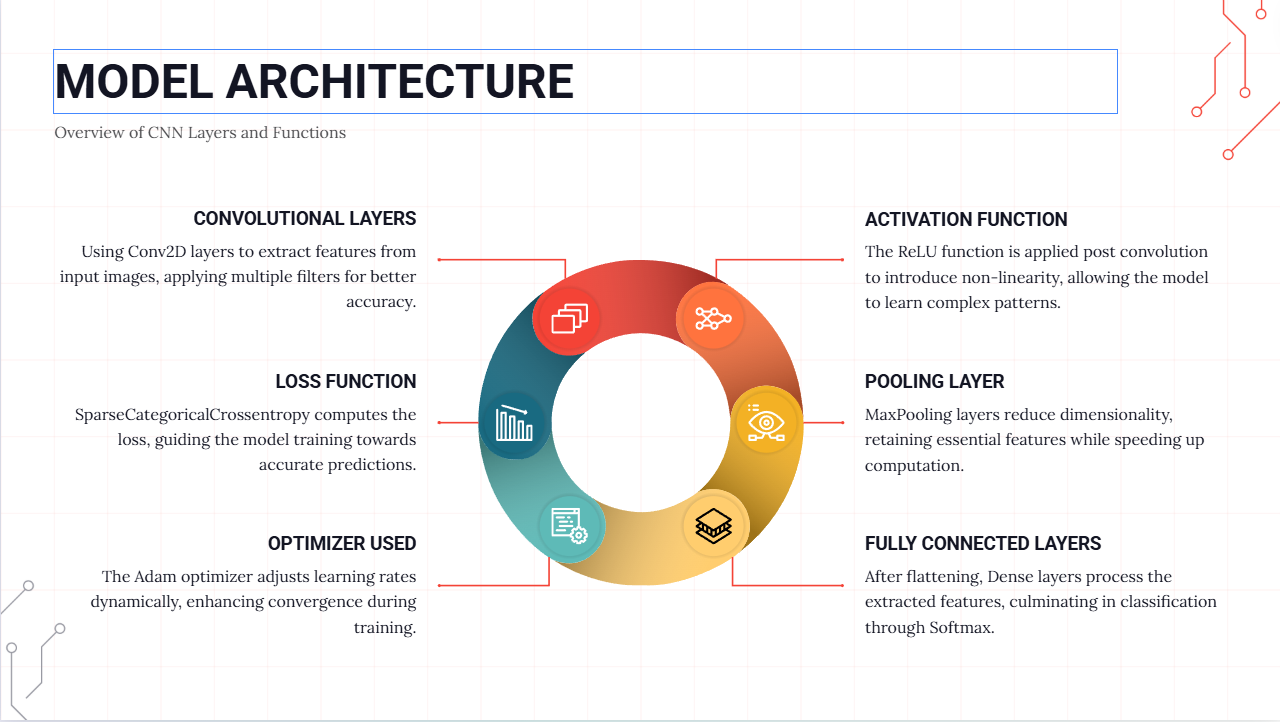 MODEL ARCHITECTURE
Overview of CNN Layers and Functions
CONVOLUTIONAL LAYERS
Using Conv2D layers to extract features from
input images, applying multiple filters for better
accuracy.
LOSS FUNCTION
SparseCategoricalCrossentropy computes the
loss, guiding the model training towards
accurate predictions.
OPTIMIZER USED
The Adam optimizer adjusts learning rates
dynamically, enhancing convergence during
training.
ACTIVATION FUNCTION
The ReLU function is applied post convolution
to introduce non-linearity, allowing the model
to learn complex patterns.
POOLING LAYER
MaxPooling layers reduce dimensionality,
retaining essential features while speeding up
computation.
FULLY CONNECTED LAYERS
After flattening, Dense layers process the
extracted features, culminating in classification
through Softmax.